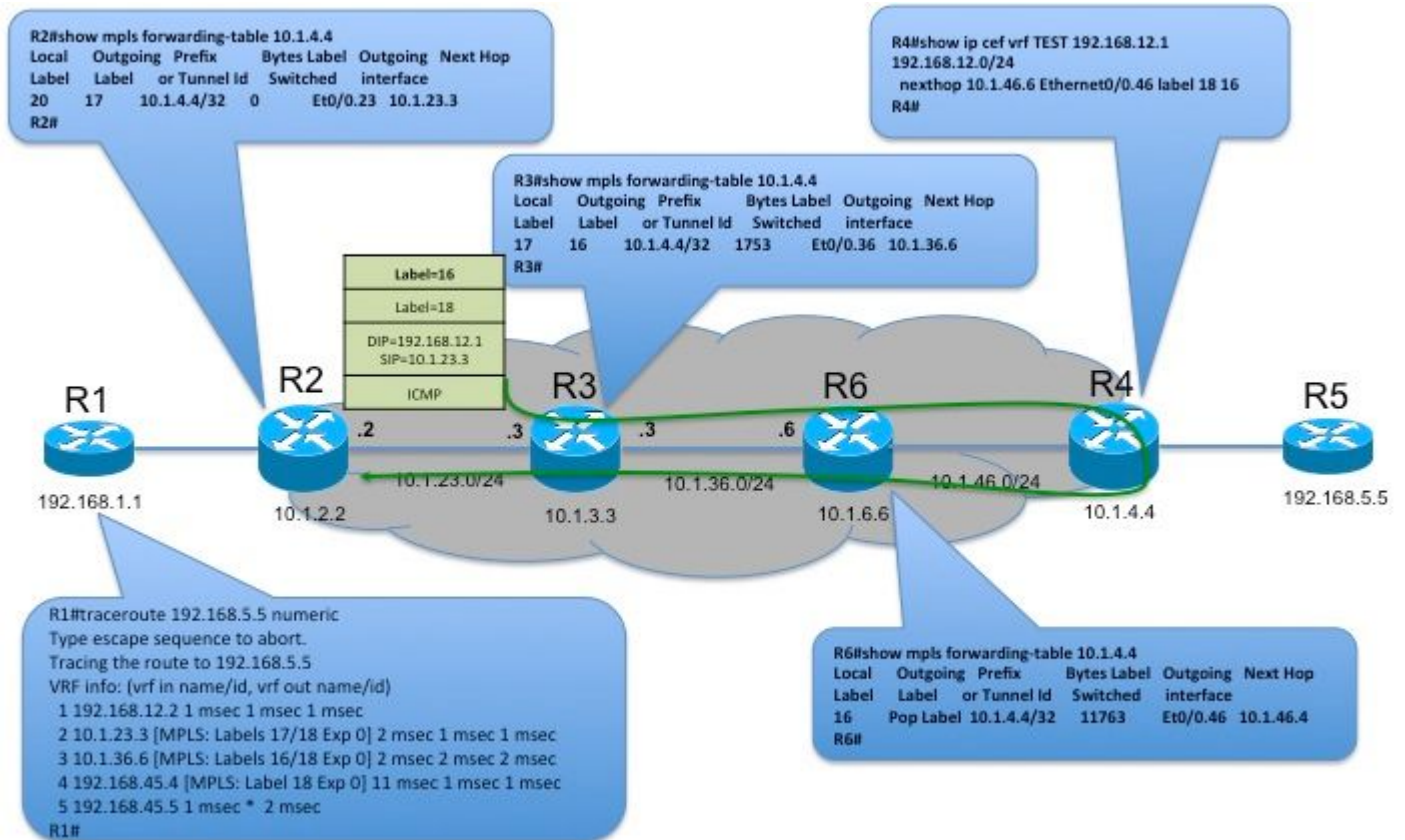 R2#show mpls forwarding-table 10.1.4.4
Local Outgoing Prefix Bytes Label Outgoing Next Hop
Label Label or Tunnel Id Switched interface
20 17 10.1.4.4/32 0 Et0/0.23 10.1.23.3
R2#
R4#show ip cef vrf TEST 192.168.12.1
192.168.12.0/24
nexthop 10.1.46.6 Ethernet0/0.46 label 18 16
R4#
R3#show mpls forwarding-table 10.1.4.4
Local Outgoing Prefix Bytes Label Outgoing Next Hop
Label Label or Tunnel Id Switched interface
17 16 10.1.4.4/32 1753 Et0/0.36 10.1.36.6
R3#
Label=16
Label=18
DIP=192.168.12.1
SIP=10.1.23.3
ICMP
R1
R2
R3
R6
R4
R5
.2
.3
.3
.6
10.1.23.0/24
10.1.36.0/24
10.1.46.0/24
192.168.1.1
10.1.2.2
10.1.3.3
10.1.6.6
10.1.4.4
192.168.5.5
R1#traceroute 192.168.5.5 numeric
Type escape sequence to abort.
Tracing the route to 192.168.5.5
VRF info: (vrf in name/id, vrf out name/id)
1 192.168.12.2 1 msec 1 msec 1 msec
2 10.1.23.3 [MPLS: Labels 17/18 Exp 0] 2 msec 1 msec 1 msec
3 10.1.36.6 [MPLS: Labels 16/18 Exp 0] 2 msec 2 msec 2 msec
4 192.168.45.4 [MPLS: Label 18 Exp 0] 11 msec 1 msec 1 msec
5 192.168.45.5 1 msec * 2 msec
R1#
R6#show mpls forwarding-table 10.1.4.4
Local Outgoing Prefix Bytes Label Outgoing Next Hop
Label Label or Tunnel Id Switched interface
16 Pop Label 10.1.4.4/32 11763 Et0/0.46 10.1.46.4
R6#